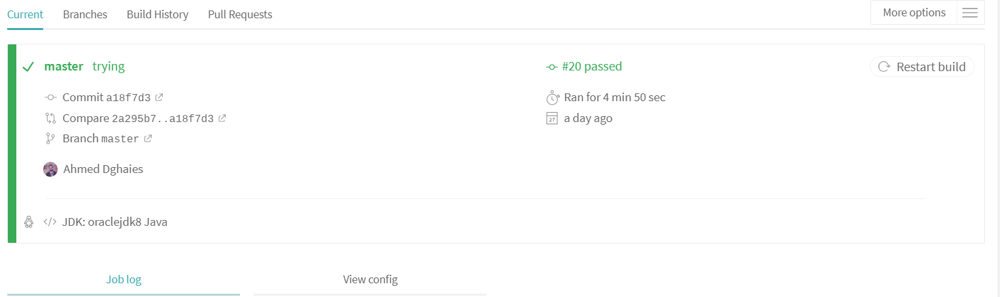 Current Branches Build History Pull Requests More options
master trying #20 passed Restart build
Commit a18f7d3 Ran for 4 min 50 sec
Compare 2a295b7..a18f7d3 27 a day ago
Branch master
Ahmed Dghaies
</> JDK: oraclejdk8 Java
Job log View config